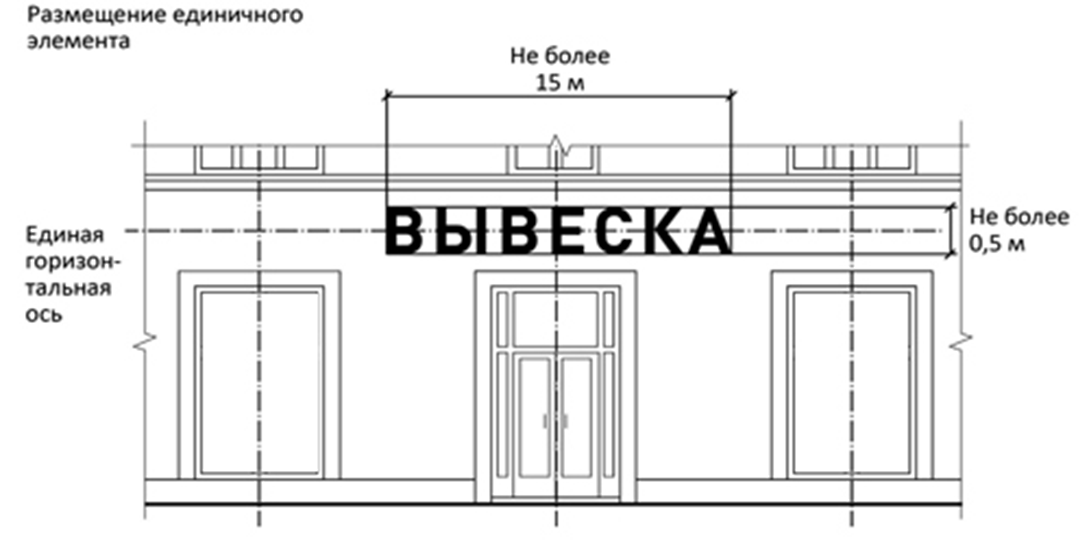 Размещение единичного
элемента
Не более
15 м
ВЫВЕСКА
Не более
0,5 м
Единая
горизон-
тальная
ось